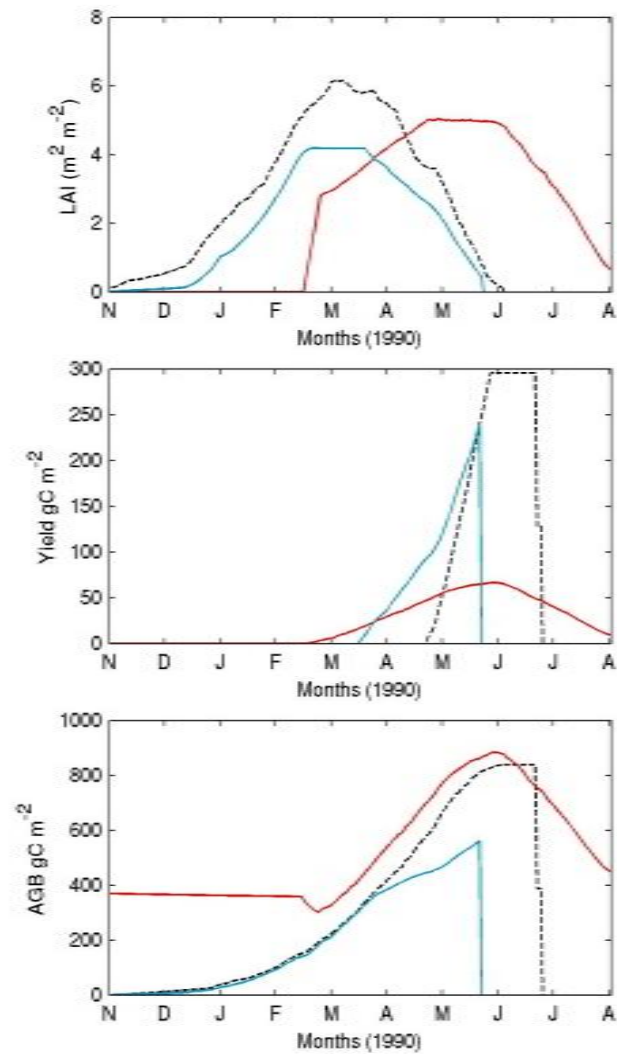 8
6
4
2
0
LAI (m² m⁻²)
N D J F M A M J J A
Months (1990)
300
250
200
150
100
50
0
Yield gC m⁻²
N D J F M A M J J A
Months (1990)
1000
800
600
400
200
0
AGB gC m⁻²
N D J F M A M J J A
Months (1990)